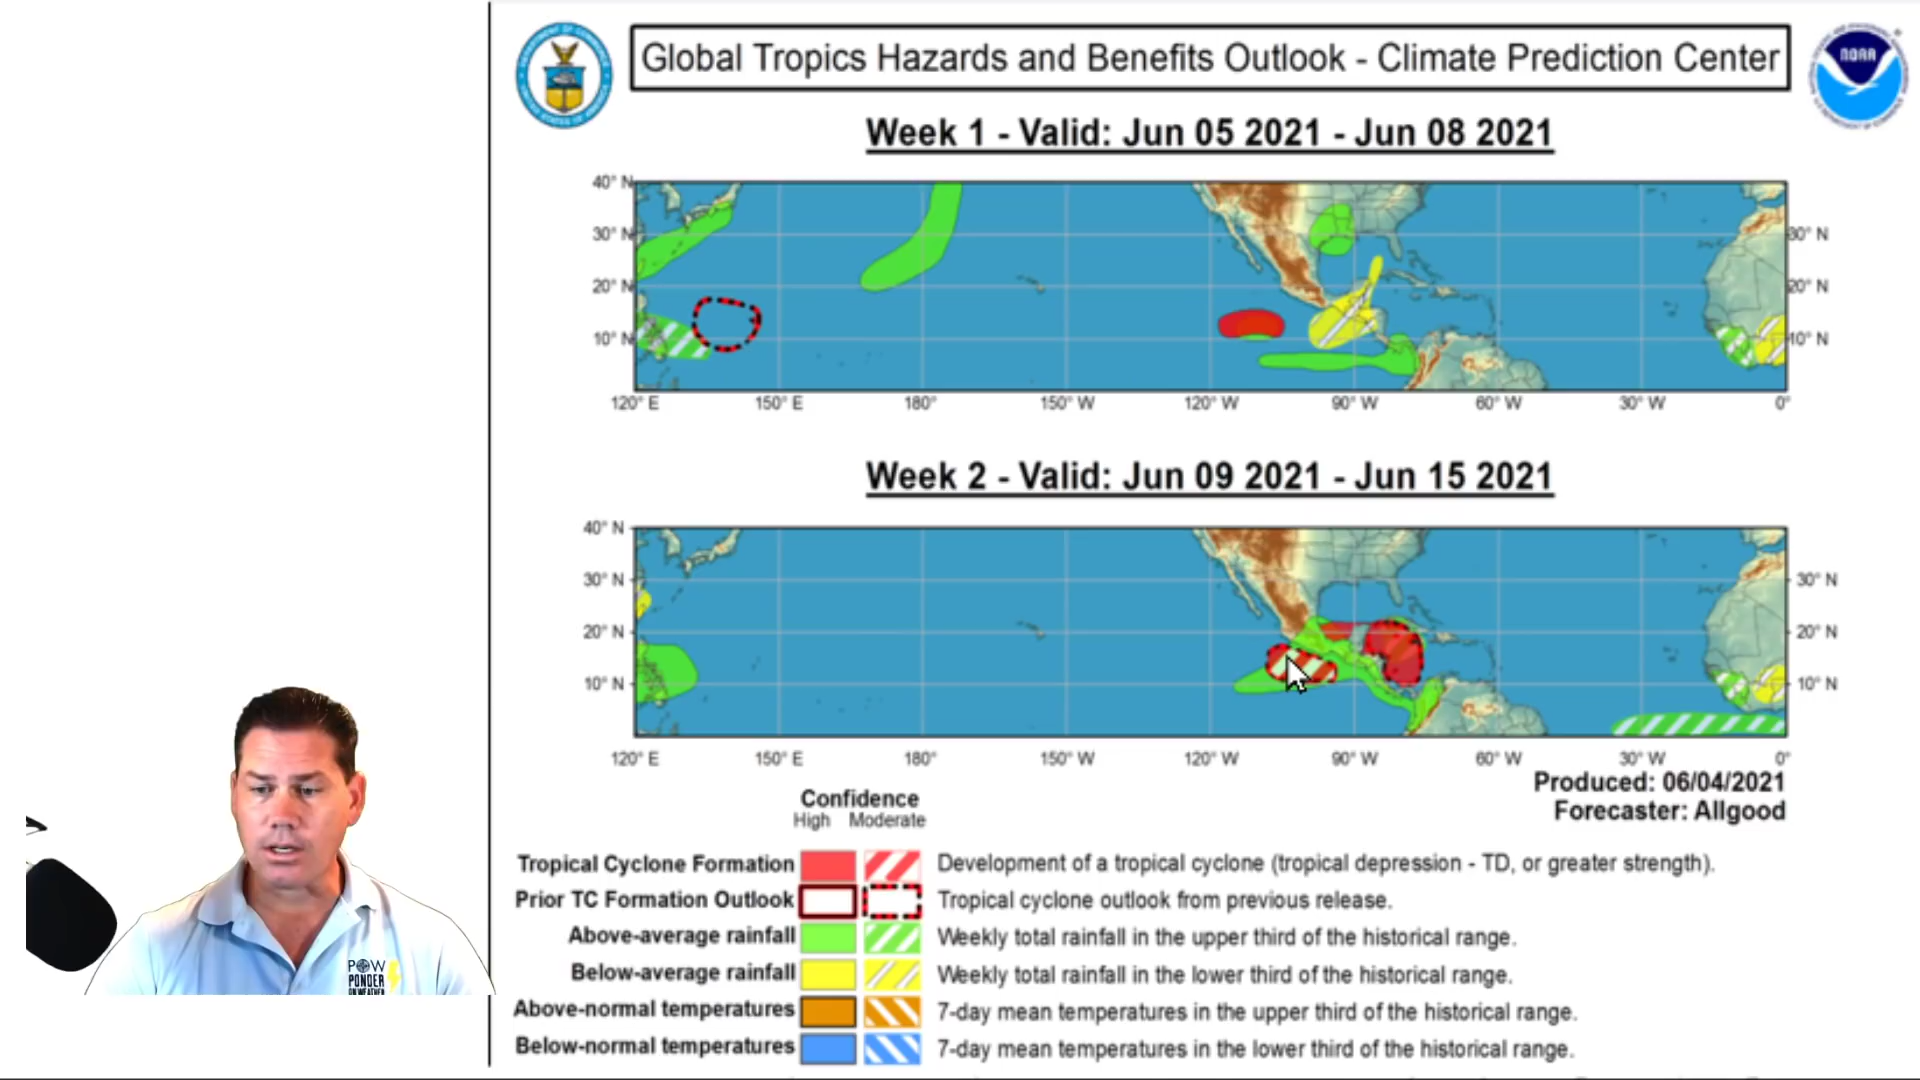 Global Tropics Hazards and Benefits Outlook - Climate Prediction Center
NOAA
Week 1 - Valid: Jun 05 2021 - Jun 08 2021
40° N
30° N
20° N
10° N
30° N
20° N
10° N
120° E 150° E 180° 150° W 120° W 90° W 60° W 30° W 0°
Week 2 - Valid: Jun 09 2021 - Jun 15 2021
40° N
30° N
20° N
10° N
30° N
20° N
10° N
120° E 150° E 180° 150° W 120° W 90° W 60° W 30° W 0°
Produced: 06/04/2021
Forecaster: Allgood
Confidence
High Moderate
Tropical Cyclone Formation Development of a tropical cyclone (tropical depression - TD, or greater strength).
Prior TC Formation Outlook Tropical cyclone outlook from previous release.
Above-average rainfall Weekly total rainfall in the upper third of the historical range.
Below-average rainfall Weekly total rainfall in the lower third of the historical range.
Above-normal temperatures 7-day mean temperatures in the upper third of the historical range.
Below-normal temperatures 7-day mean temperatures in the lower third of the historical range.
POW
PONDER
ON WEATHER